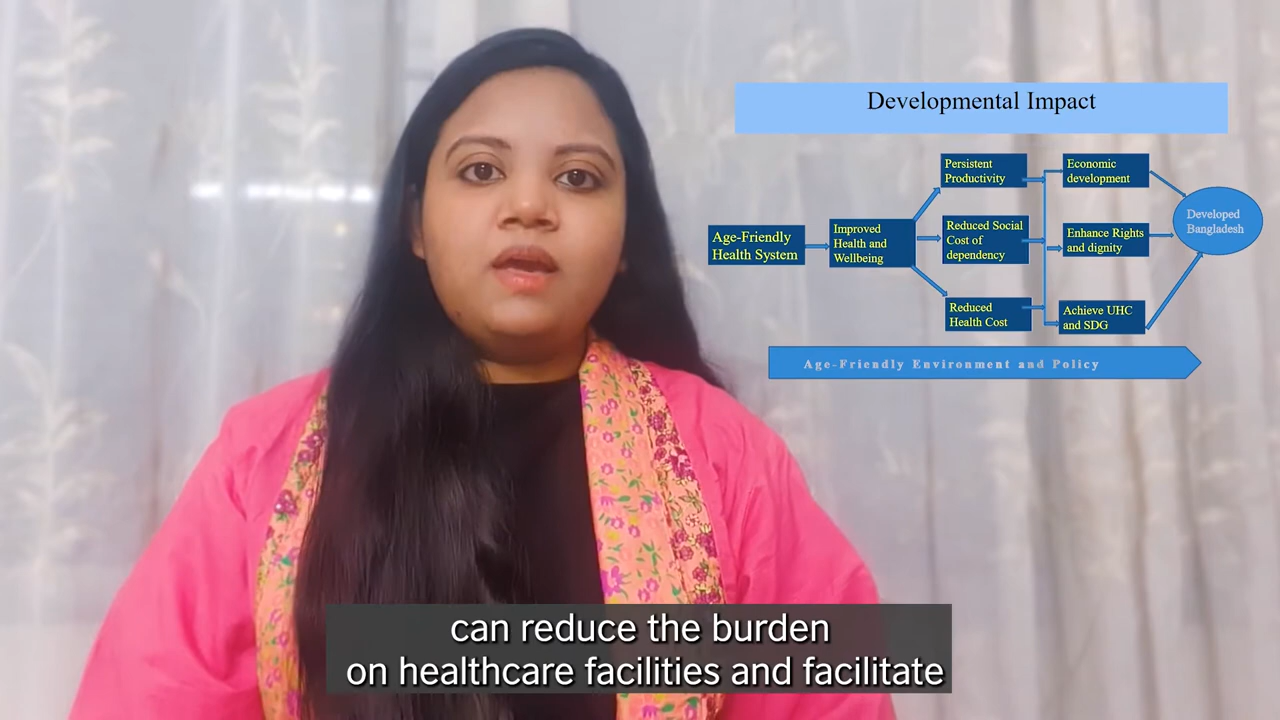 Developmental Impact
Age-Friendly
Health System
Improved
Health and
Wellbeing
Persistent
Productivity
Reduced Social
Cost of
dependency
Reduced
Health Cost
Economic
development
Enhance Rights
and dignity
Achieve UHC
and SDG
Developed
Bangladesh
Age-Friendly Environment and Policy
can reduce the burden
on healthcare facilities and facilitate